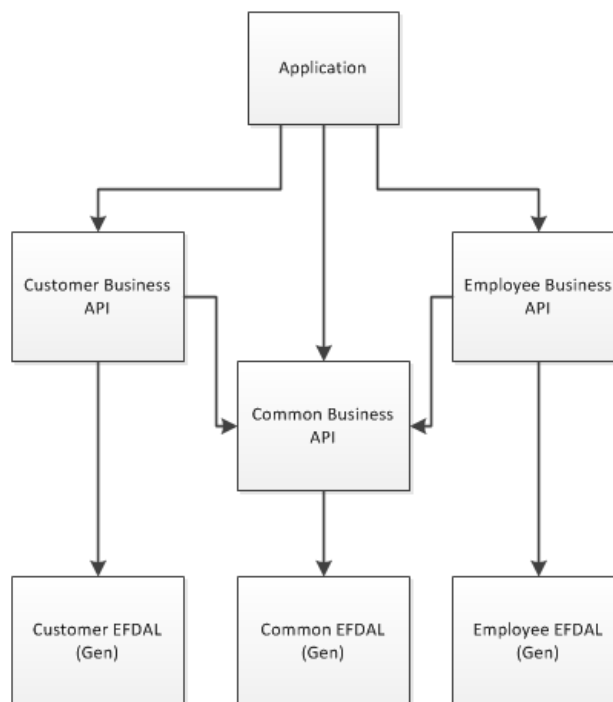 Application
Customer Business
API
Employee Business
API
Common Business
API
Customer EFDAL
(Gen)
Common EFDAL
(Gen)
Employee EFDAL
(Gen)